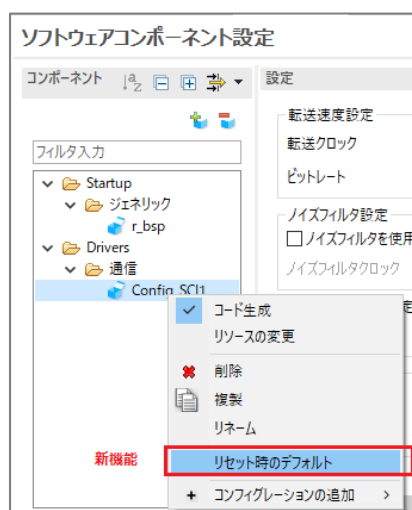 ソフトウェアコンポーネント設定
コンポーネント
設定
転送速度設定
転送クロック
ビットレート
フィルタ入力
ノイズフィルタ設定
ノイズフィルタを使用
ノイズフィルタクロック
Startup
ジェネリック
r_bsp
Drivers
通信
Config_SCI1
コード生成
リソースの変更
削除
複製
リネーム
新機能
リセット時のデフォルト
コンフィグレーションの追加